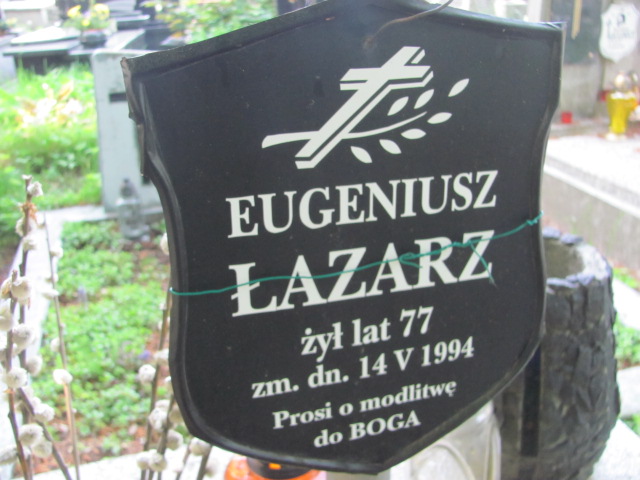 EUGENIUSZ
ŁAZARZ
żył lat 77
zm. dn. 14 V 1994
Prosi o modlitwę
do BOGA